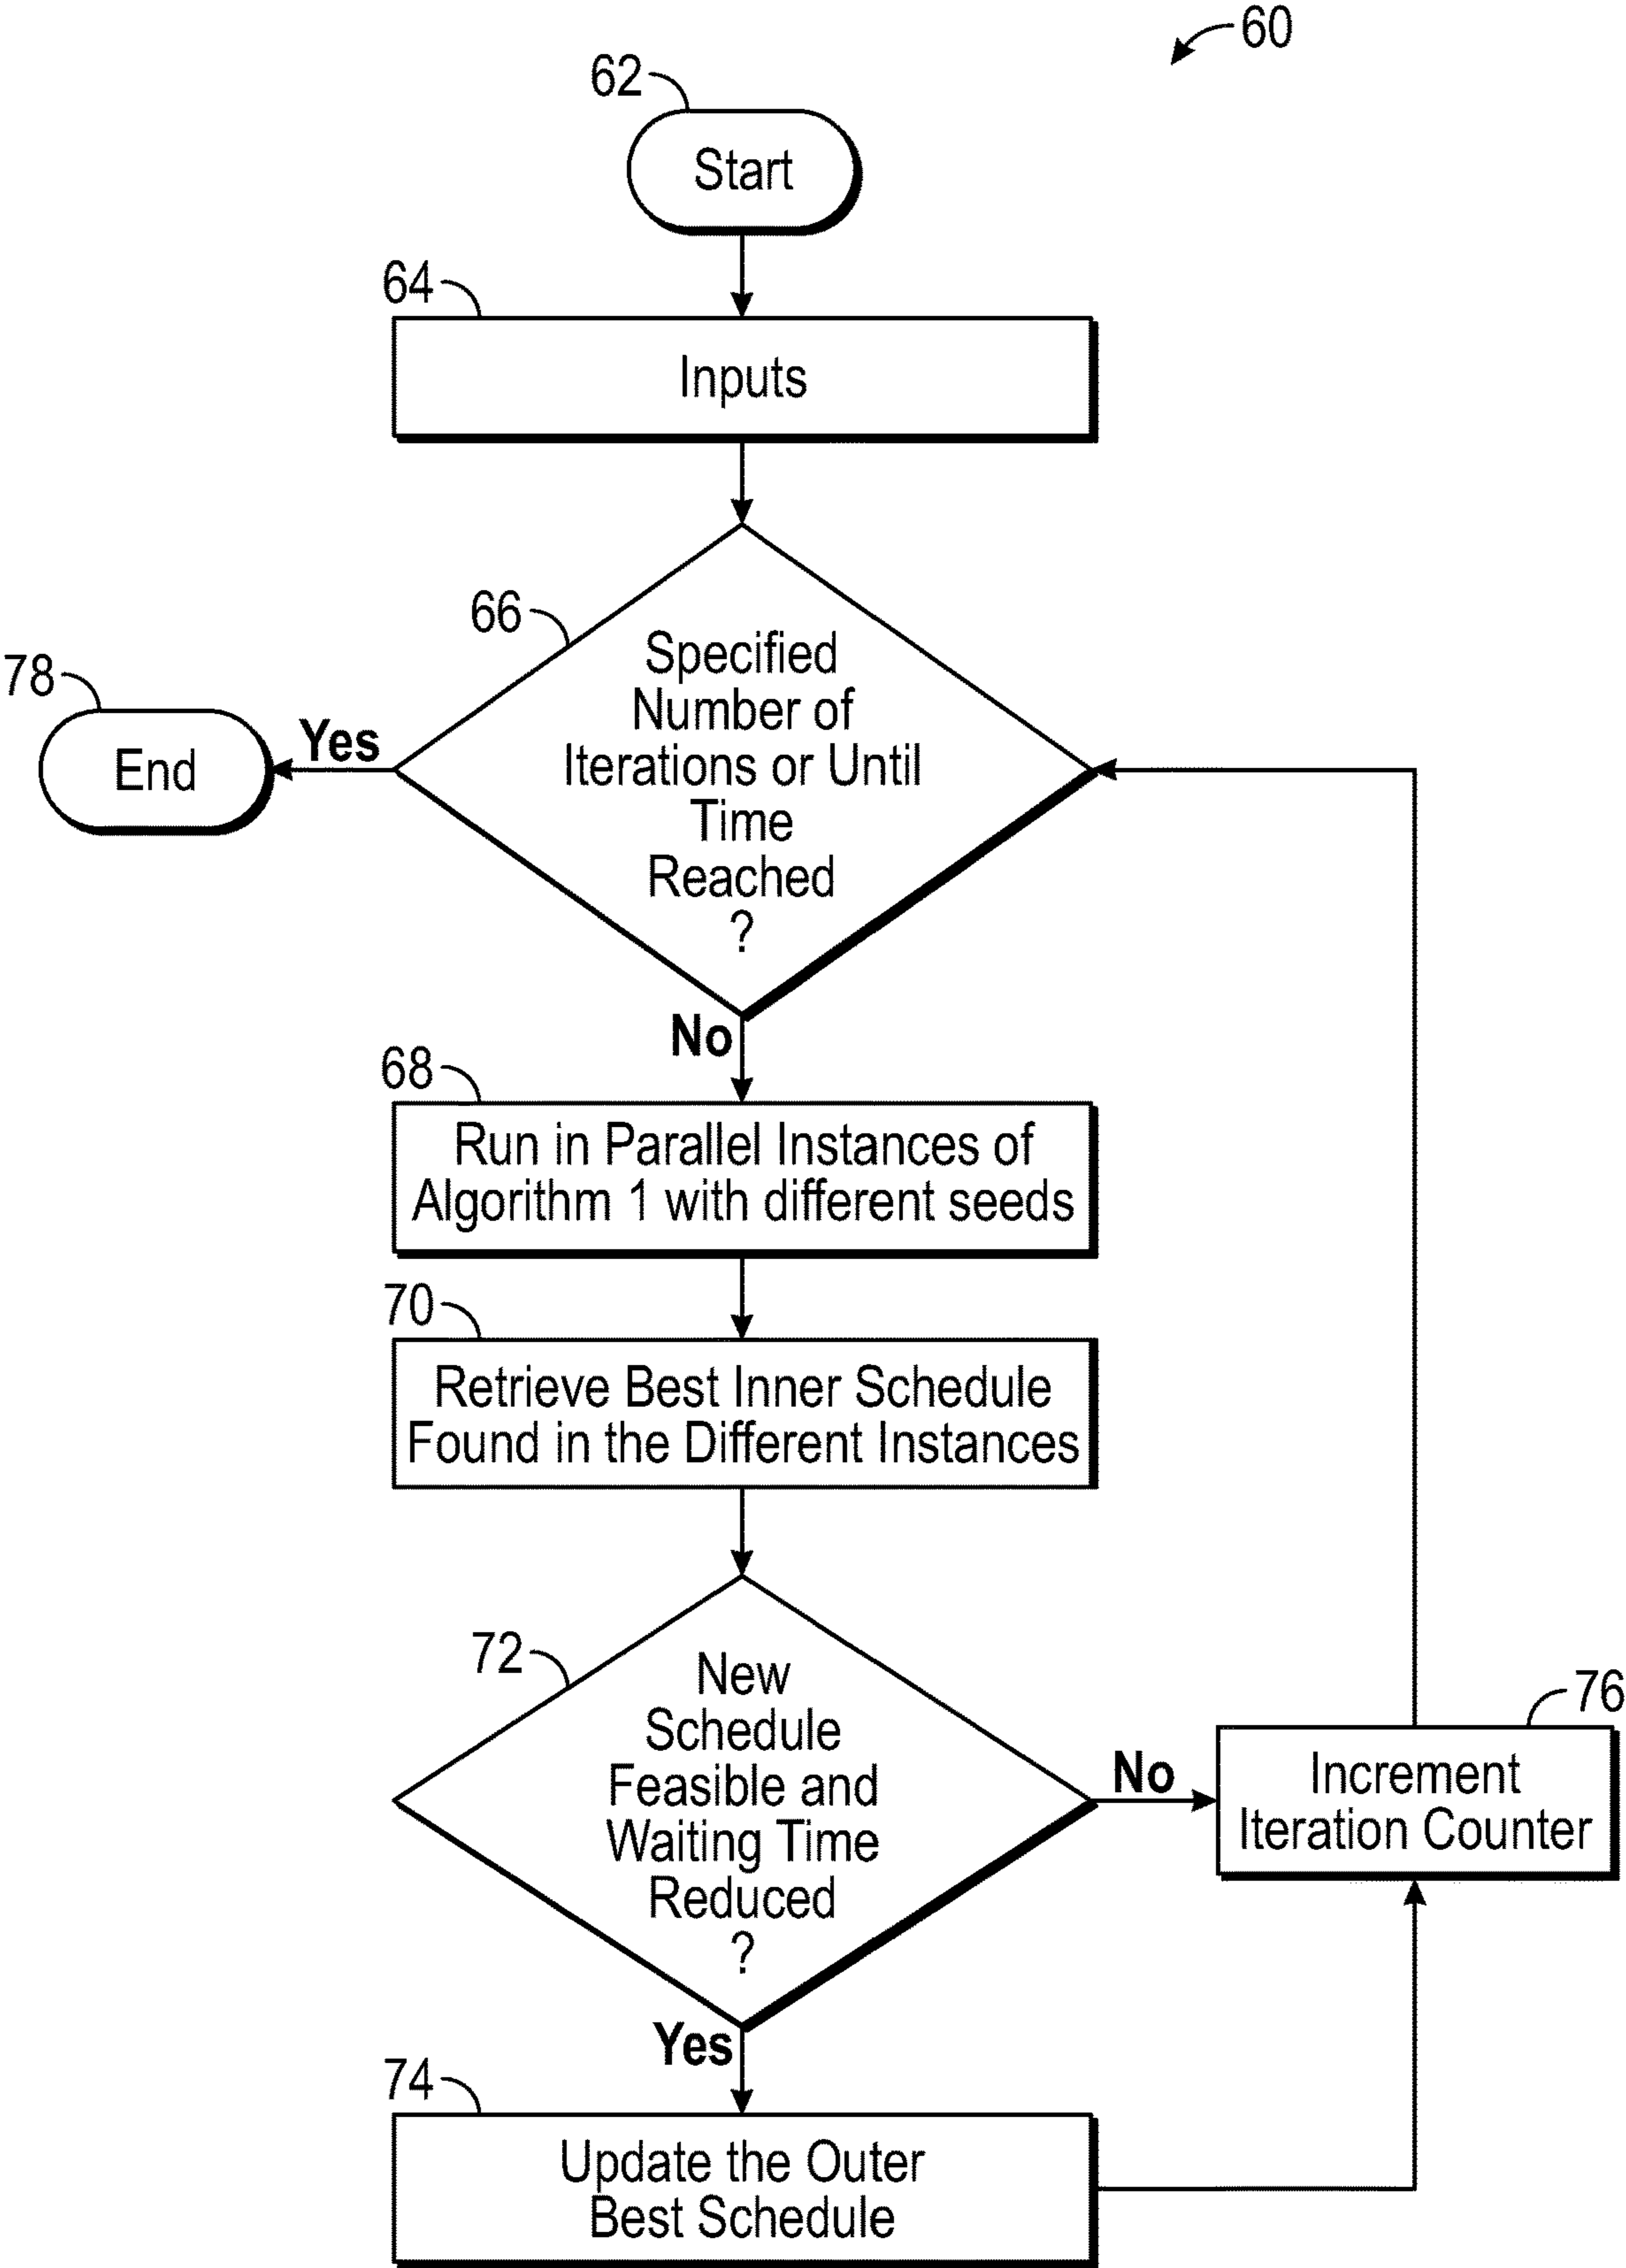 60
62
Start
64
Inputs
66
Specified
Number of
Iterations or Until
Time
Reached
?
78
End
Yes
No
68
Run in Parallel Instances of
Algorithm 1 with different seeds
70
Retrieve Best Inner Schedule
Found in the Different Instances
72
New
Schedule
Feasible and
Waiting Time
Reduced
?
No
76
Increment
Iteration Counter
Yes
74
Update the Outer
Best Schedule